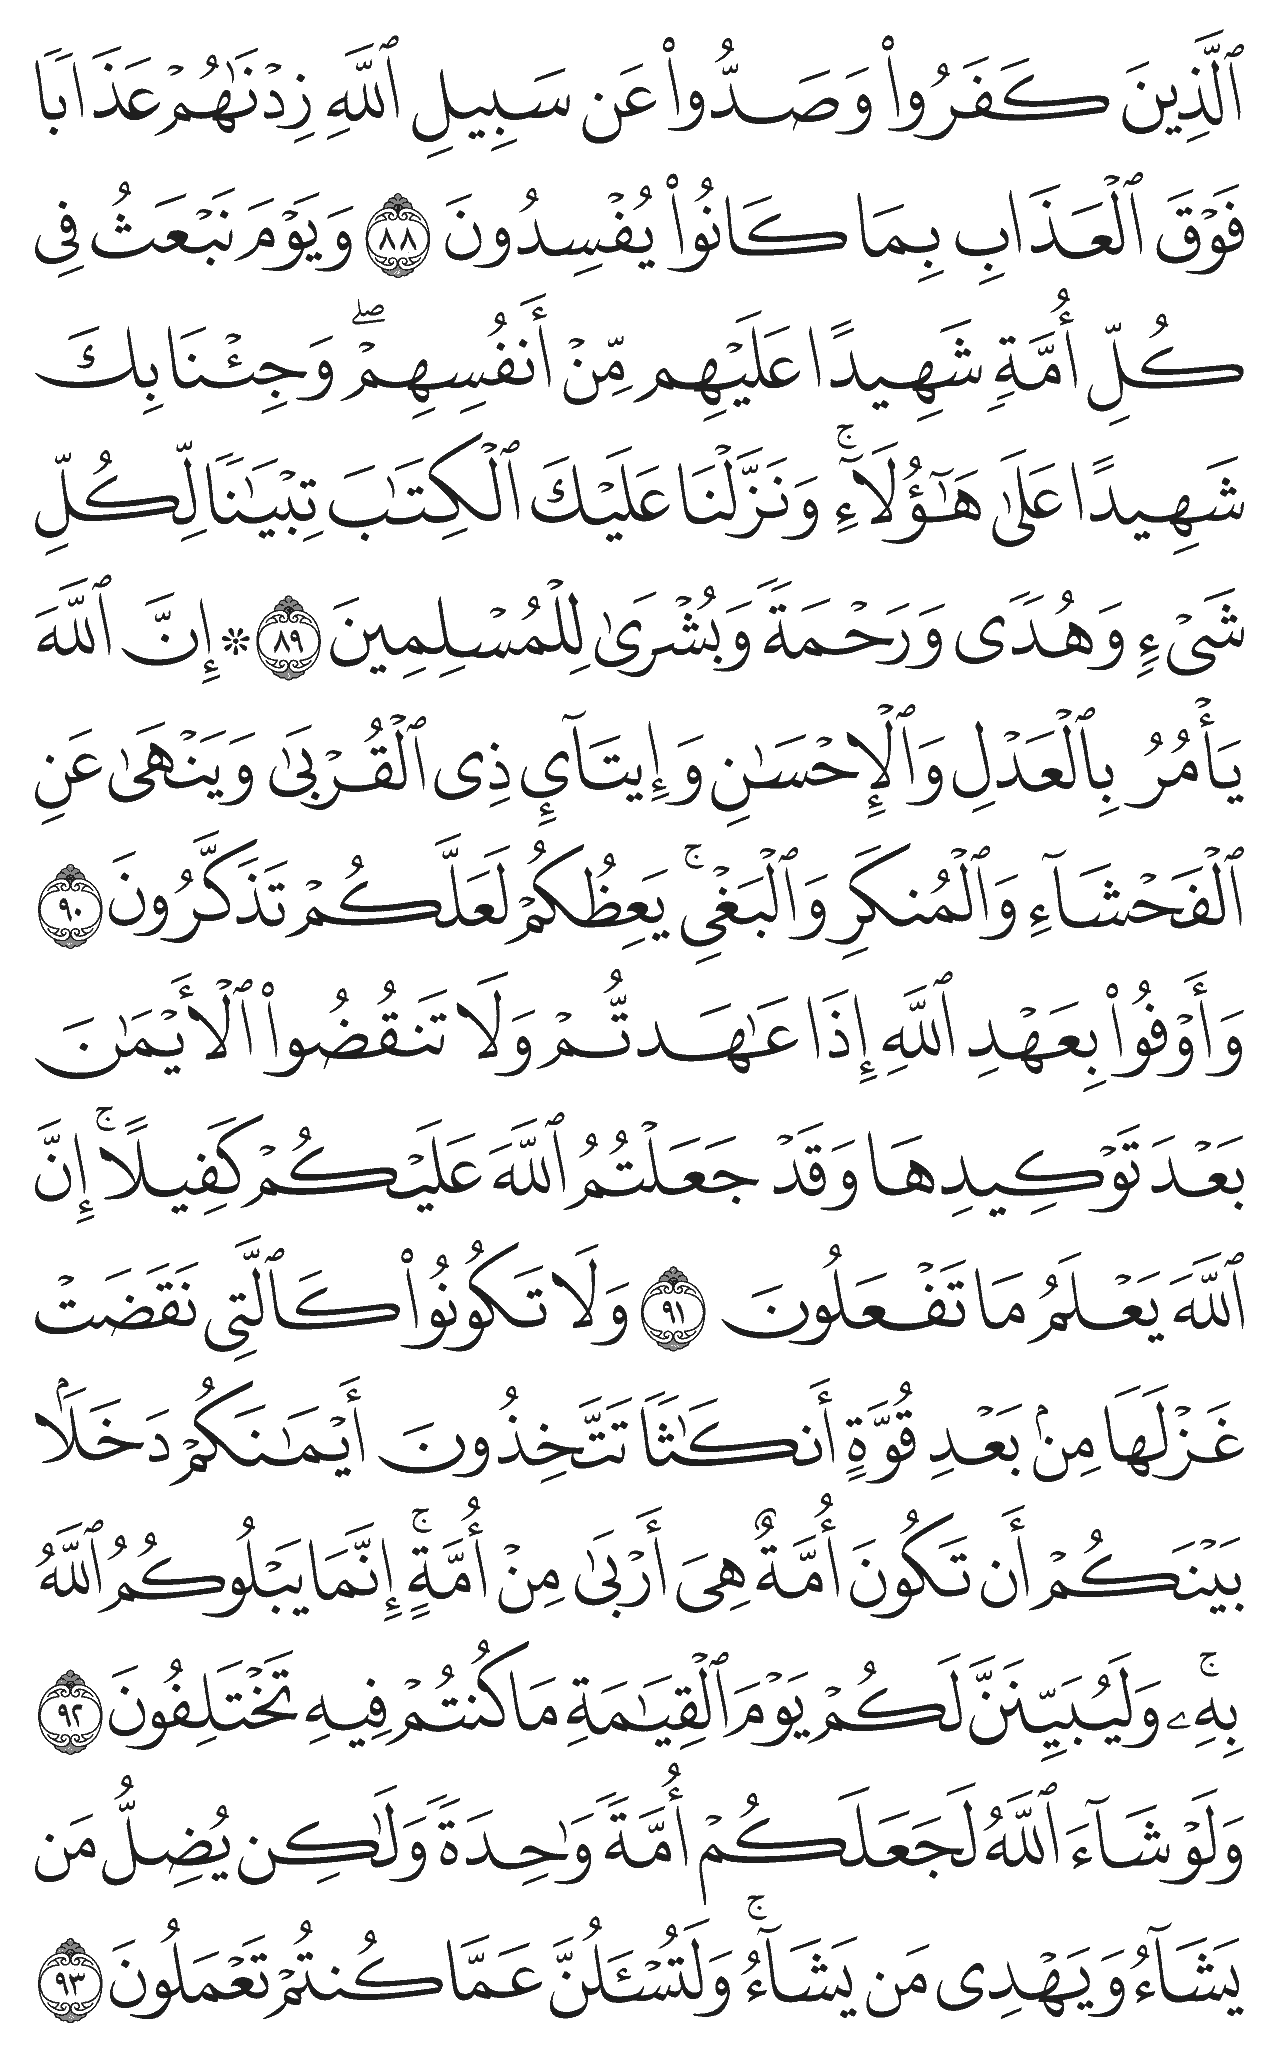 ٱلَّذِينَ كَفَرُوا۟ وَصَدُّوا۟ عَن سَبِيلِ ٱللَّهِ زِدْنَـٰهُمْ عَذَابًا
فَوْقَ ٱلْعَذَابِ بِمَا كَانُوا۟ يُفْسِدُونَ ٨٨ وَيَوْمَ نَبْعَثُ فِى
كُلِّ أُمَّةٍ شَهِيدًا عَلَيْهِم مِّنْ أَنفُسِهِمْ ۖ وَجِئْنَا بِكَ
شَهِيدًا عَلَىٰ هَـٰٓؤُلَآءِ ۚ وَنَزَّلْنَا عَلَيْكَ ٱلْكِتَـٰبَ تِبْيَـٰنًا لِّكُلِّ
شَىْءٍ وَهُدًى وَرَحْمَةً وَبُشْرَىٰ لِلْمُسْلِمِينَ ٨٩ ۞ إِنَّ ٱللَّهَ
يَأْمُرُ بِٱلْعَدْلِ وَٱلْإِحْسَـٰنِ وَإِيتَآئِ ذِى ٱلْقُرْبَىٰ وَيَنْهَىٰ عَنِ
ٱلْفَحْشَآءِ وَٱلْمُنكَرِ وَٱلْبَغْىِ ۚ يَعِظُكُمْ لَعَلَّكُمْ تَذَكَّرُونَ ٩٠
وَأَوْفُوا۟ بِعَهْدِ ٱللَّهِ إِذَا عَـٰهَدتُّمْ وَلَا تَنقُضُوا۟ ٱلْأَيْمَـٰنَ
بَعْدَ تَوْكِيدِهَا وَقَدْ جَعَلْتُمُ ٱللَّهَ عَلَيْكُمْ كَفِيلًا ۚ إِنَّ
ٱللَّهَ يَعْلَمُ مَا تَفْعَلُونَ ٩١ وَلَا تَكُونُوا۟ كَٱلَّتِى نَقَضَتْ
غَزْلَهَا مِنۢ بَعْدِ قُوَّةٍ أَنكَـٰثًا تَتَّخِذُونَ أَيْمَـٰنَكُمْ دَخَلًۢا
بَيْنَكُمْ أَن تَكُونَ أُمَّةٌ هِىَ أَرْبَىٰ مِنْ أُمَّةٍ ۚ إِنَّمَا يَبْلُوكُمُ ٱللَّهُ
بِهِۦ ۚ وَلَيُبَيِّنَنَّ لَكُمْ يَوْمَ ٱلْقِيَـٰمَةِ مَا كُنتُمْ فِيهِ تَخْتَلِفُونَ ٩٢
وَلَوْ شَآءَ ٱللَّهُ لَجَعَلَكُمْ أُمَّةً وَٰحِدَةً وَلَـٰكِن يُضِلُّ مَن
يَشَآءُ وَيَهْدِى مَن يَشَآءُ ۚ وَلَتُسْـَٔلُنَّ عَمَّا كُنتُمْ تَعْمَلُونَ ٩٣